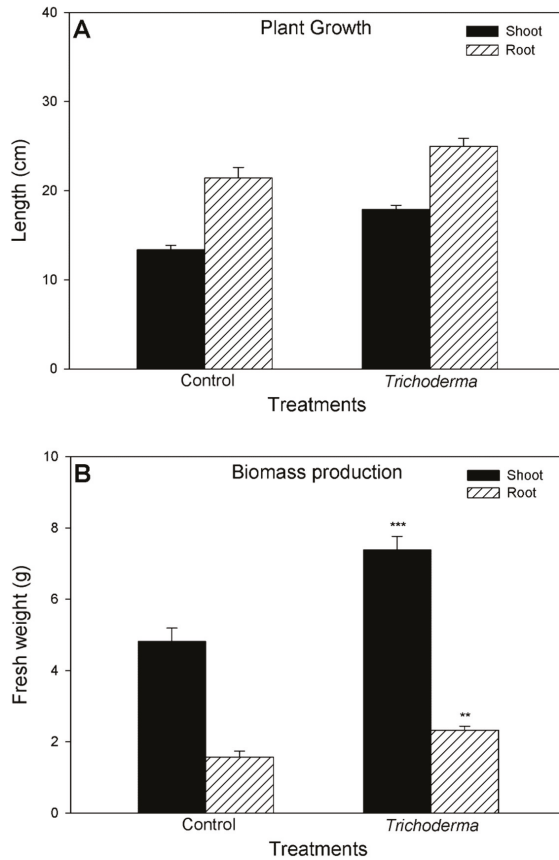 A
Plant Growth
Shoot
Root
40
30
20
10
0
Length (cm)
Control
Trichoderma
Treatments
B
Biomass production
Shoot
Root
10
8
6
4
2
0
Fresh weight (g)
***
**
Control
Trichoderma
Treatments